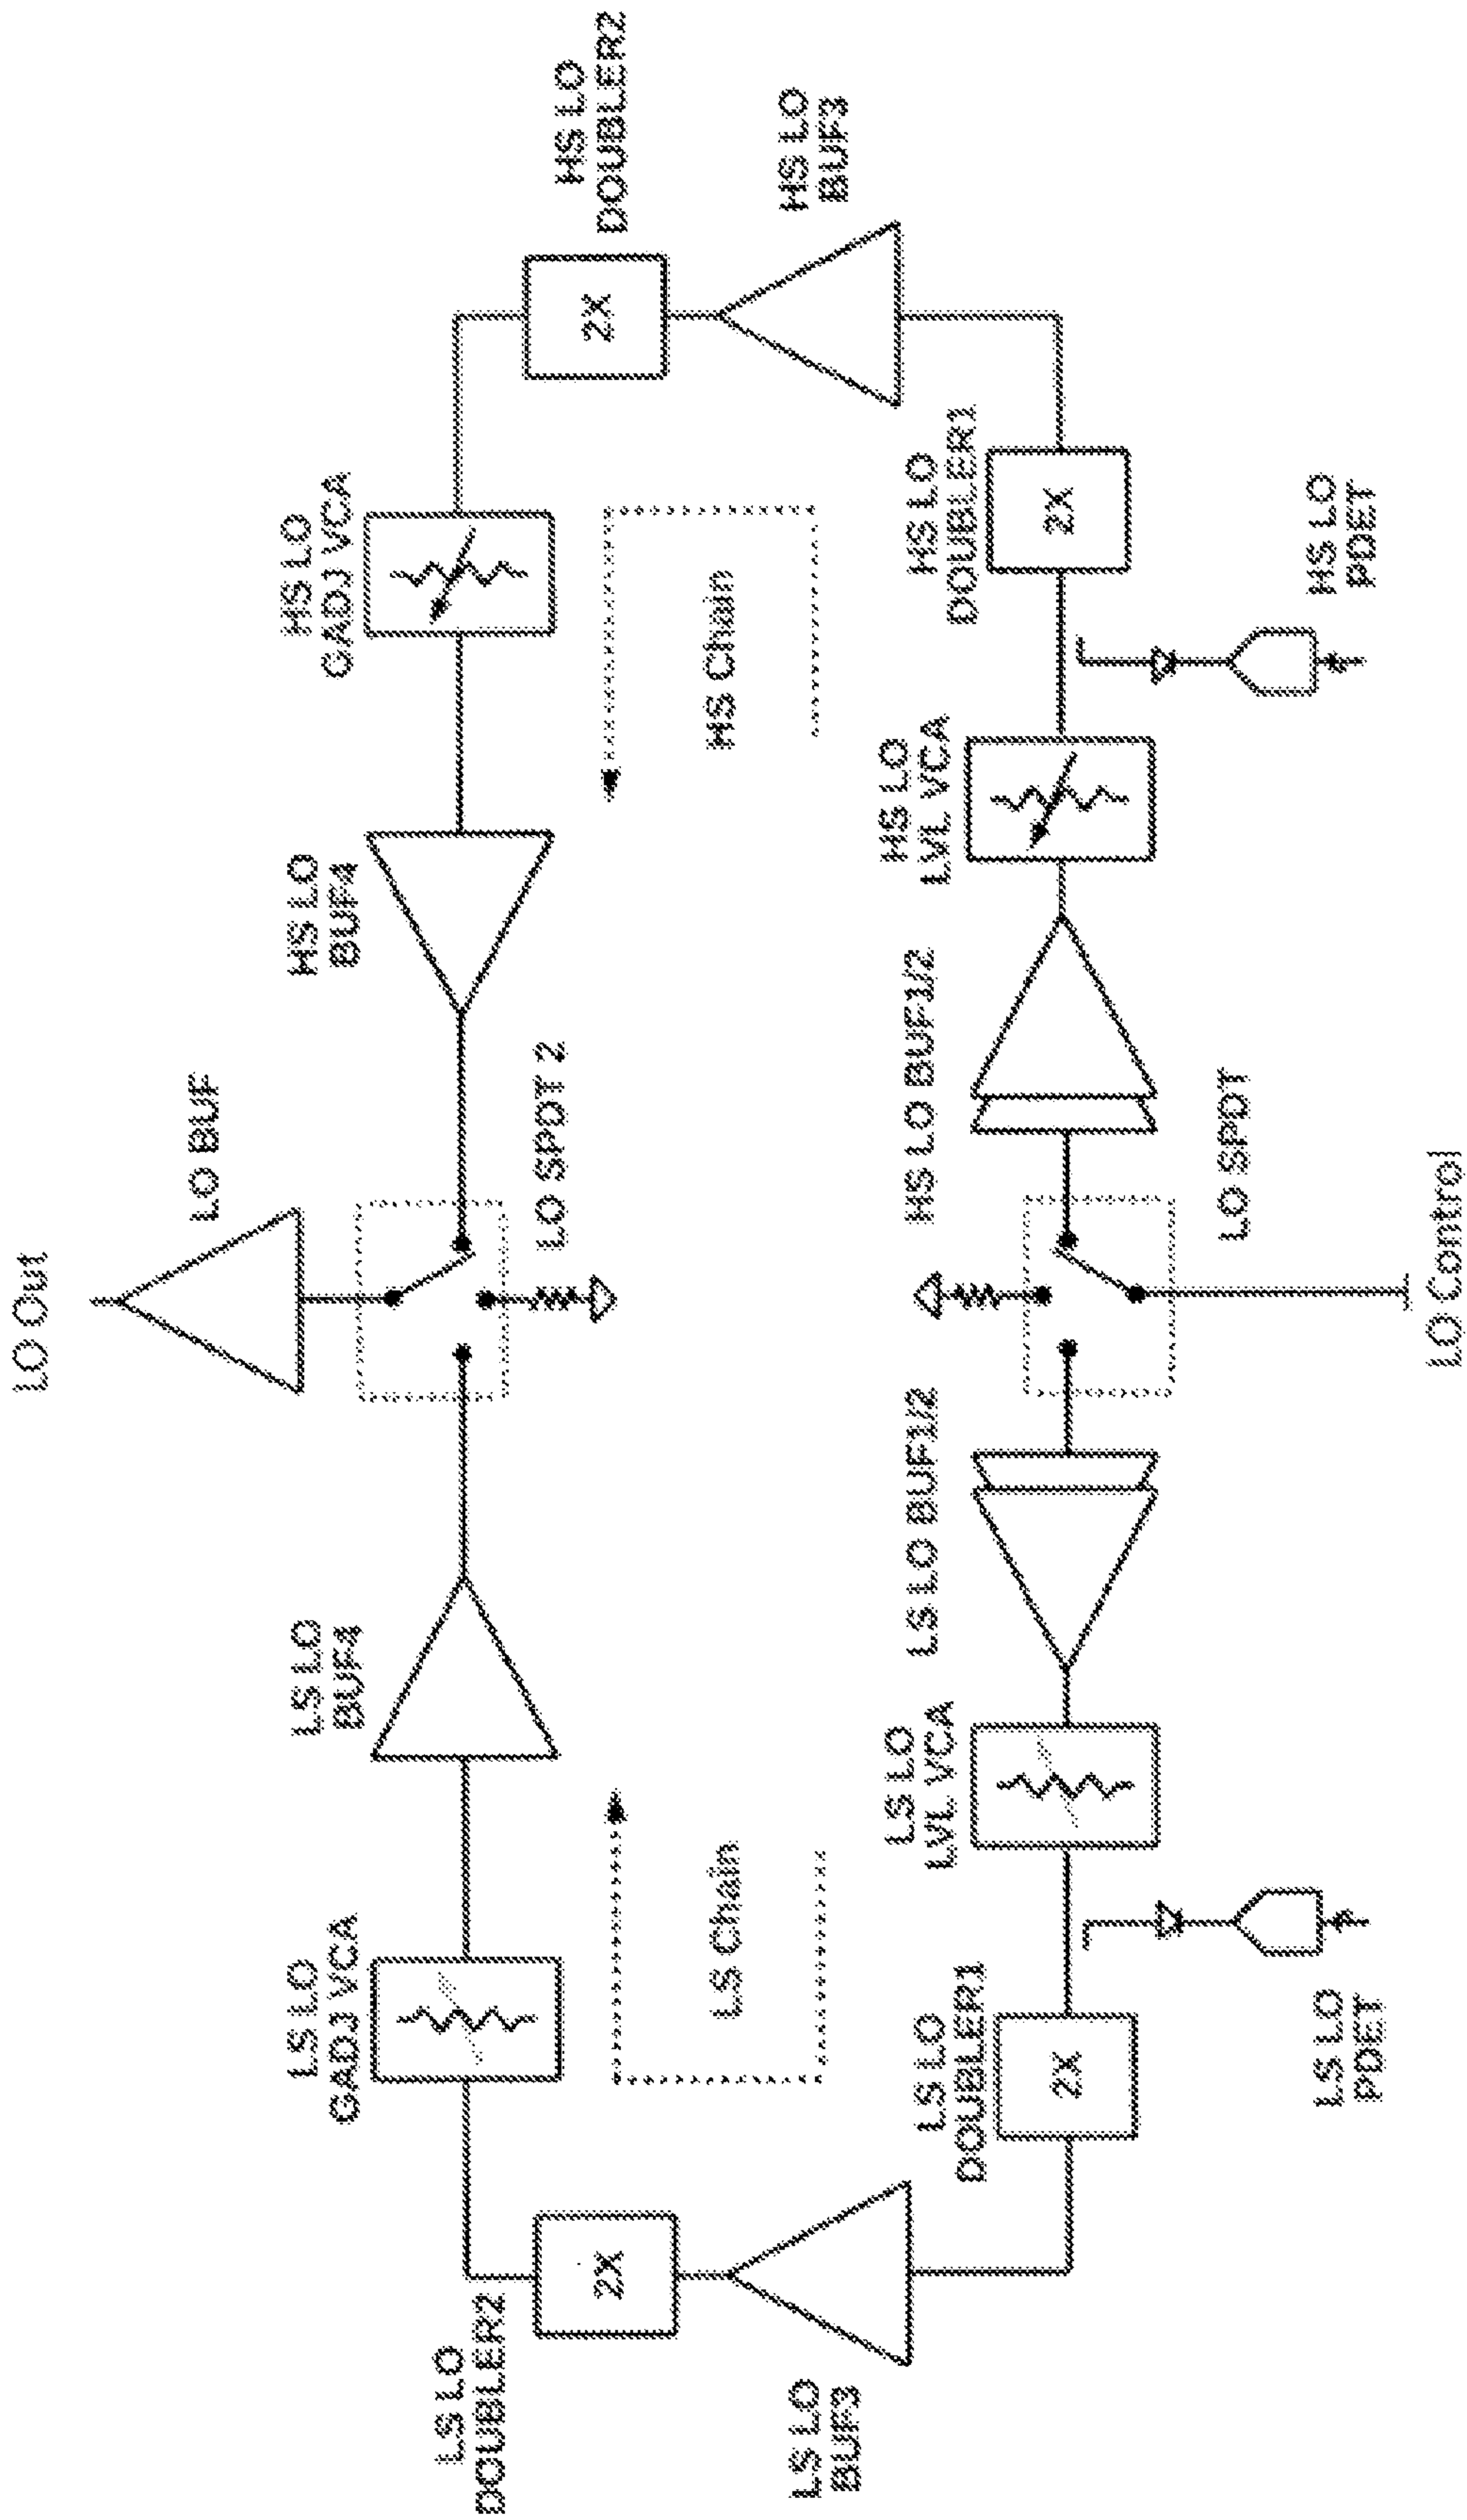 LO Out
LO BUF
LS LO
GADJ VCA
LS LO
BUF4
HS LO
BUF4
HS LO
GADJ VCA
LS LO
DOUBLER2
2X
LO SPDT 2
2X
HS LO
DOUBLER2
LS Chain
HS Chain
LS LO
BUF3
HS LO
BUF3
LS LO
DOUBLER1
2X
LS LO
LVL VCA
LS LO BUF1/2
HS LO BUF1/2
HS LO
LVL VCA
HS LO
DOUBLER1
2X
LO SPDT
LS LO
PDET
HS LO
PDET
LO Control